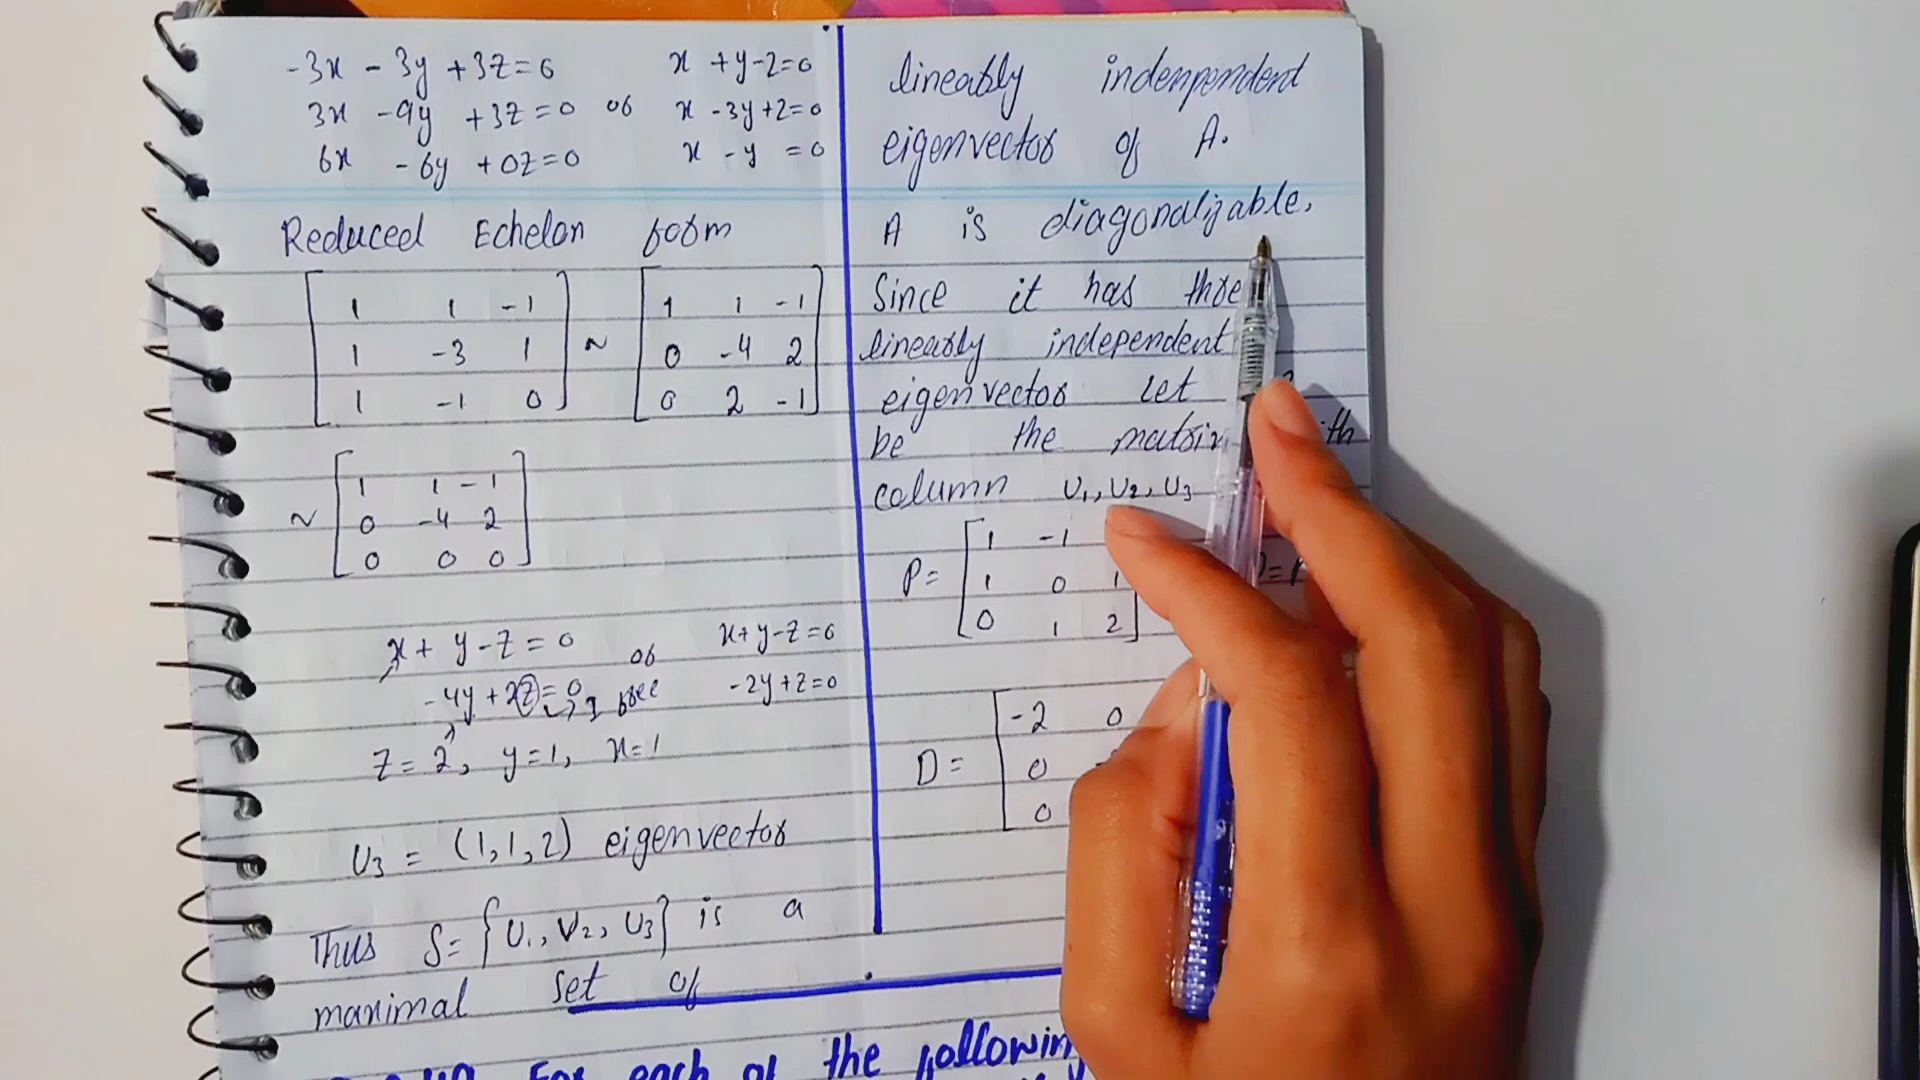 -3x - 3y + 3z = 0 x + y - z = 0
3x - 9y + 3z = 0 or x - 3y + z = 0
6x - 6y + 0z = 0 x - y = 0
Reduced Echelon form
1 1 -1 1 1 -1
1 -3 1 ~ 0 -4 2
1 -1 0 0 2 -1
1 1 -1
~ 0 -4 2
0 0 0
x + y - z = 0 or x + y - z = 0
-4y + 2z = 0 free -2y + z = 0
z = 2, y = 1, x = 1
U3 = (1, 1, 2) eigenvector
Thus S = {U1, V2, U3} is a
maximal set of
linearly indenpendent
eigenvector of A.
A is diagonalizable.
Since it has three
linearly independent
eigenvector Let
be the matrix
column U1, U2, U3
1 -1
P = 1 0 1
0 1 2
-2 0
D = 0
0
For each of the following